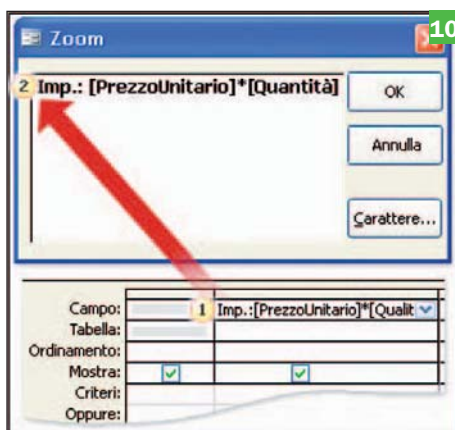 10
Zoom
2 Imp.: [PrezzoUnitario]*[Quantità]
OK
Annulla
Carattere...
Campo: 1 Imp.:[PrezzoUnitario]*[Qualit
Tabella:
Ordinamento:
Mostra:
Criteri:
Oppure: